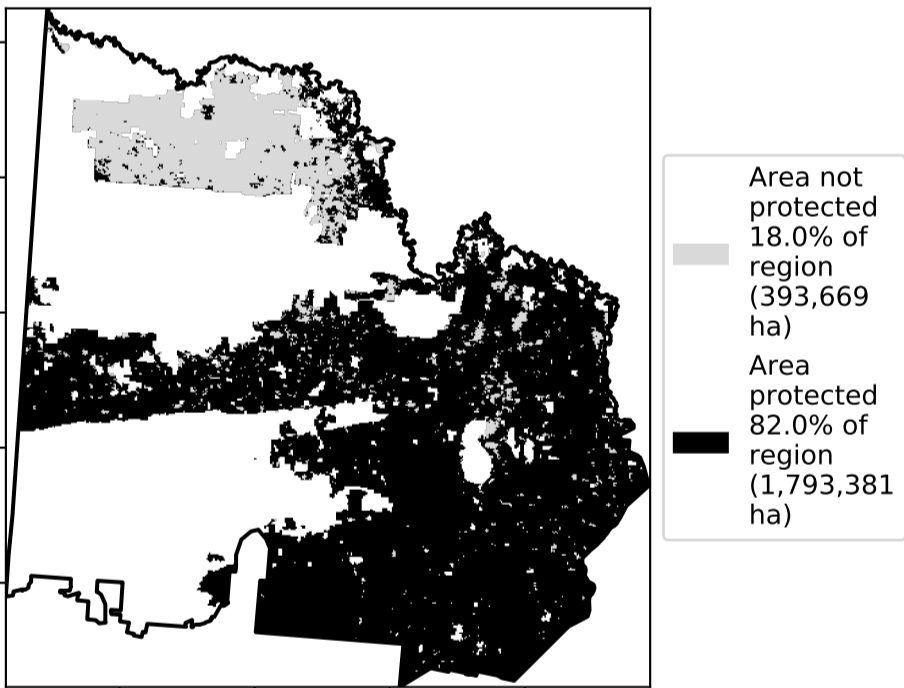 Area not
protected
18.0% of
region
(393,669
ha)
Area
protected
82.0% of
region
(1,793,381
ha)